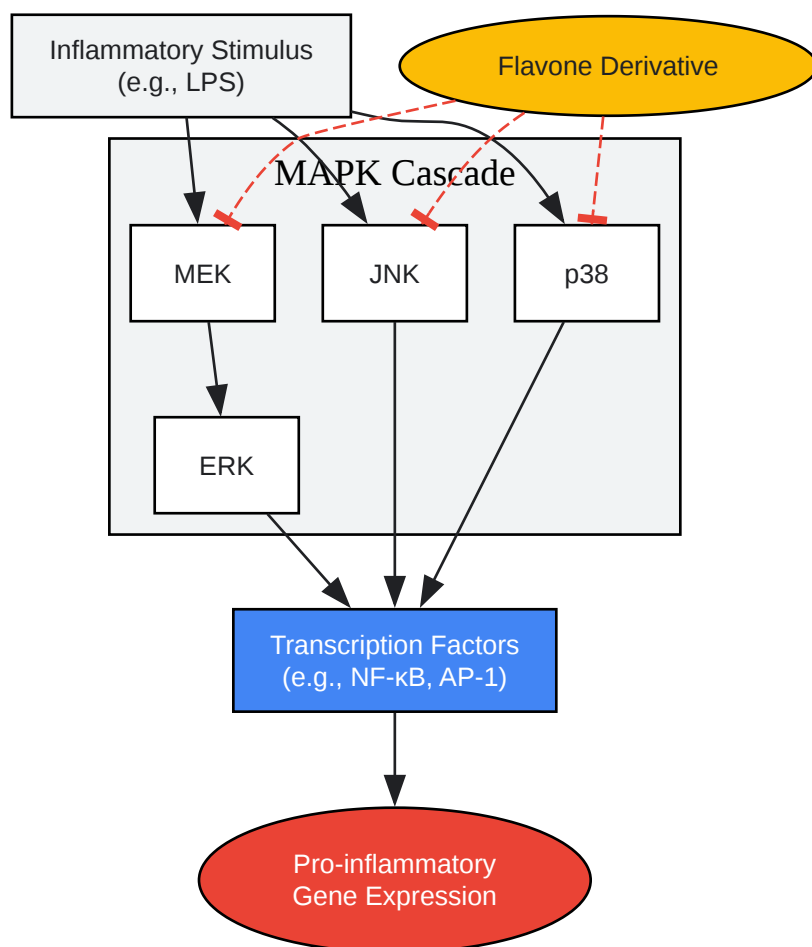 Inflammatory Stimulus
(e.g., LPS)
Flavone Derivative
MAPK Cascade
MEK
JNK
p38
ERK
Transcription Factors
(e.g., NF-κB, AP-1)
Pro-inflammatory
Gene Expression